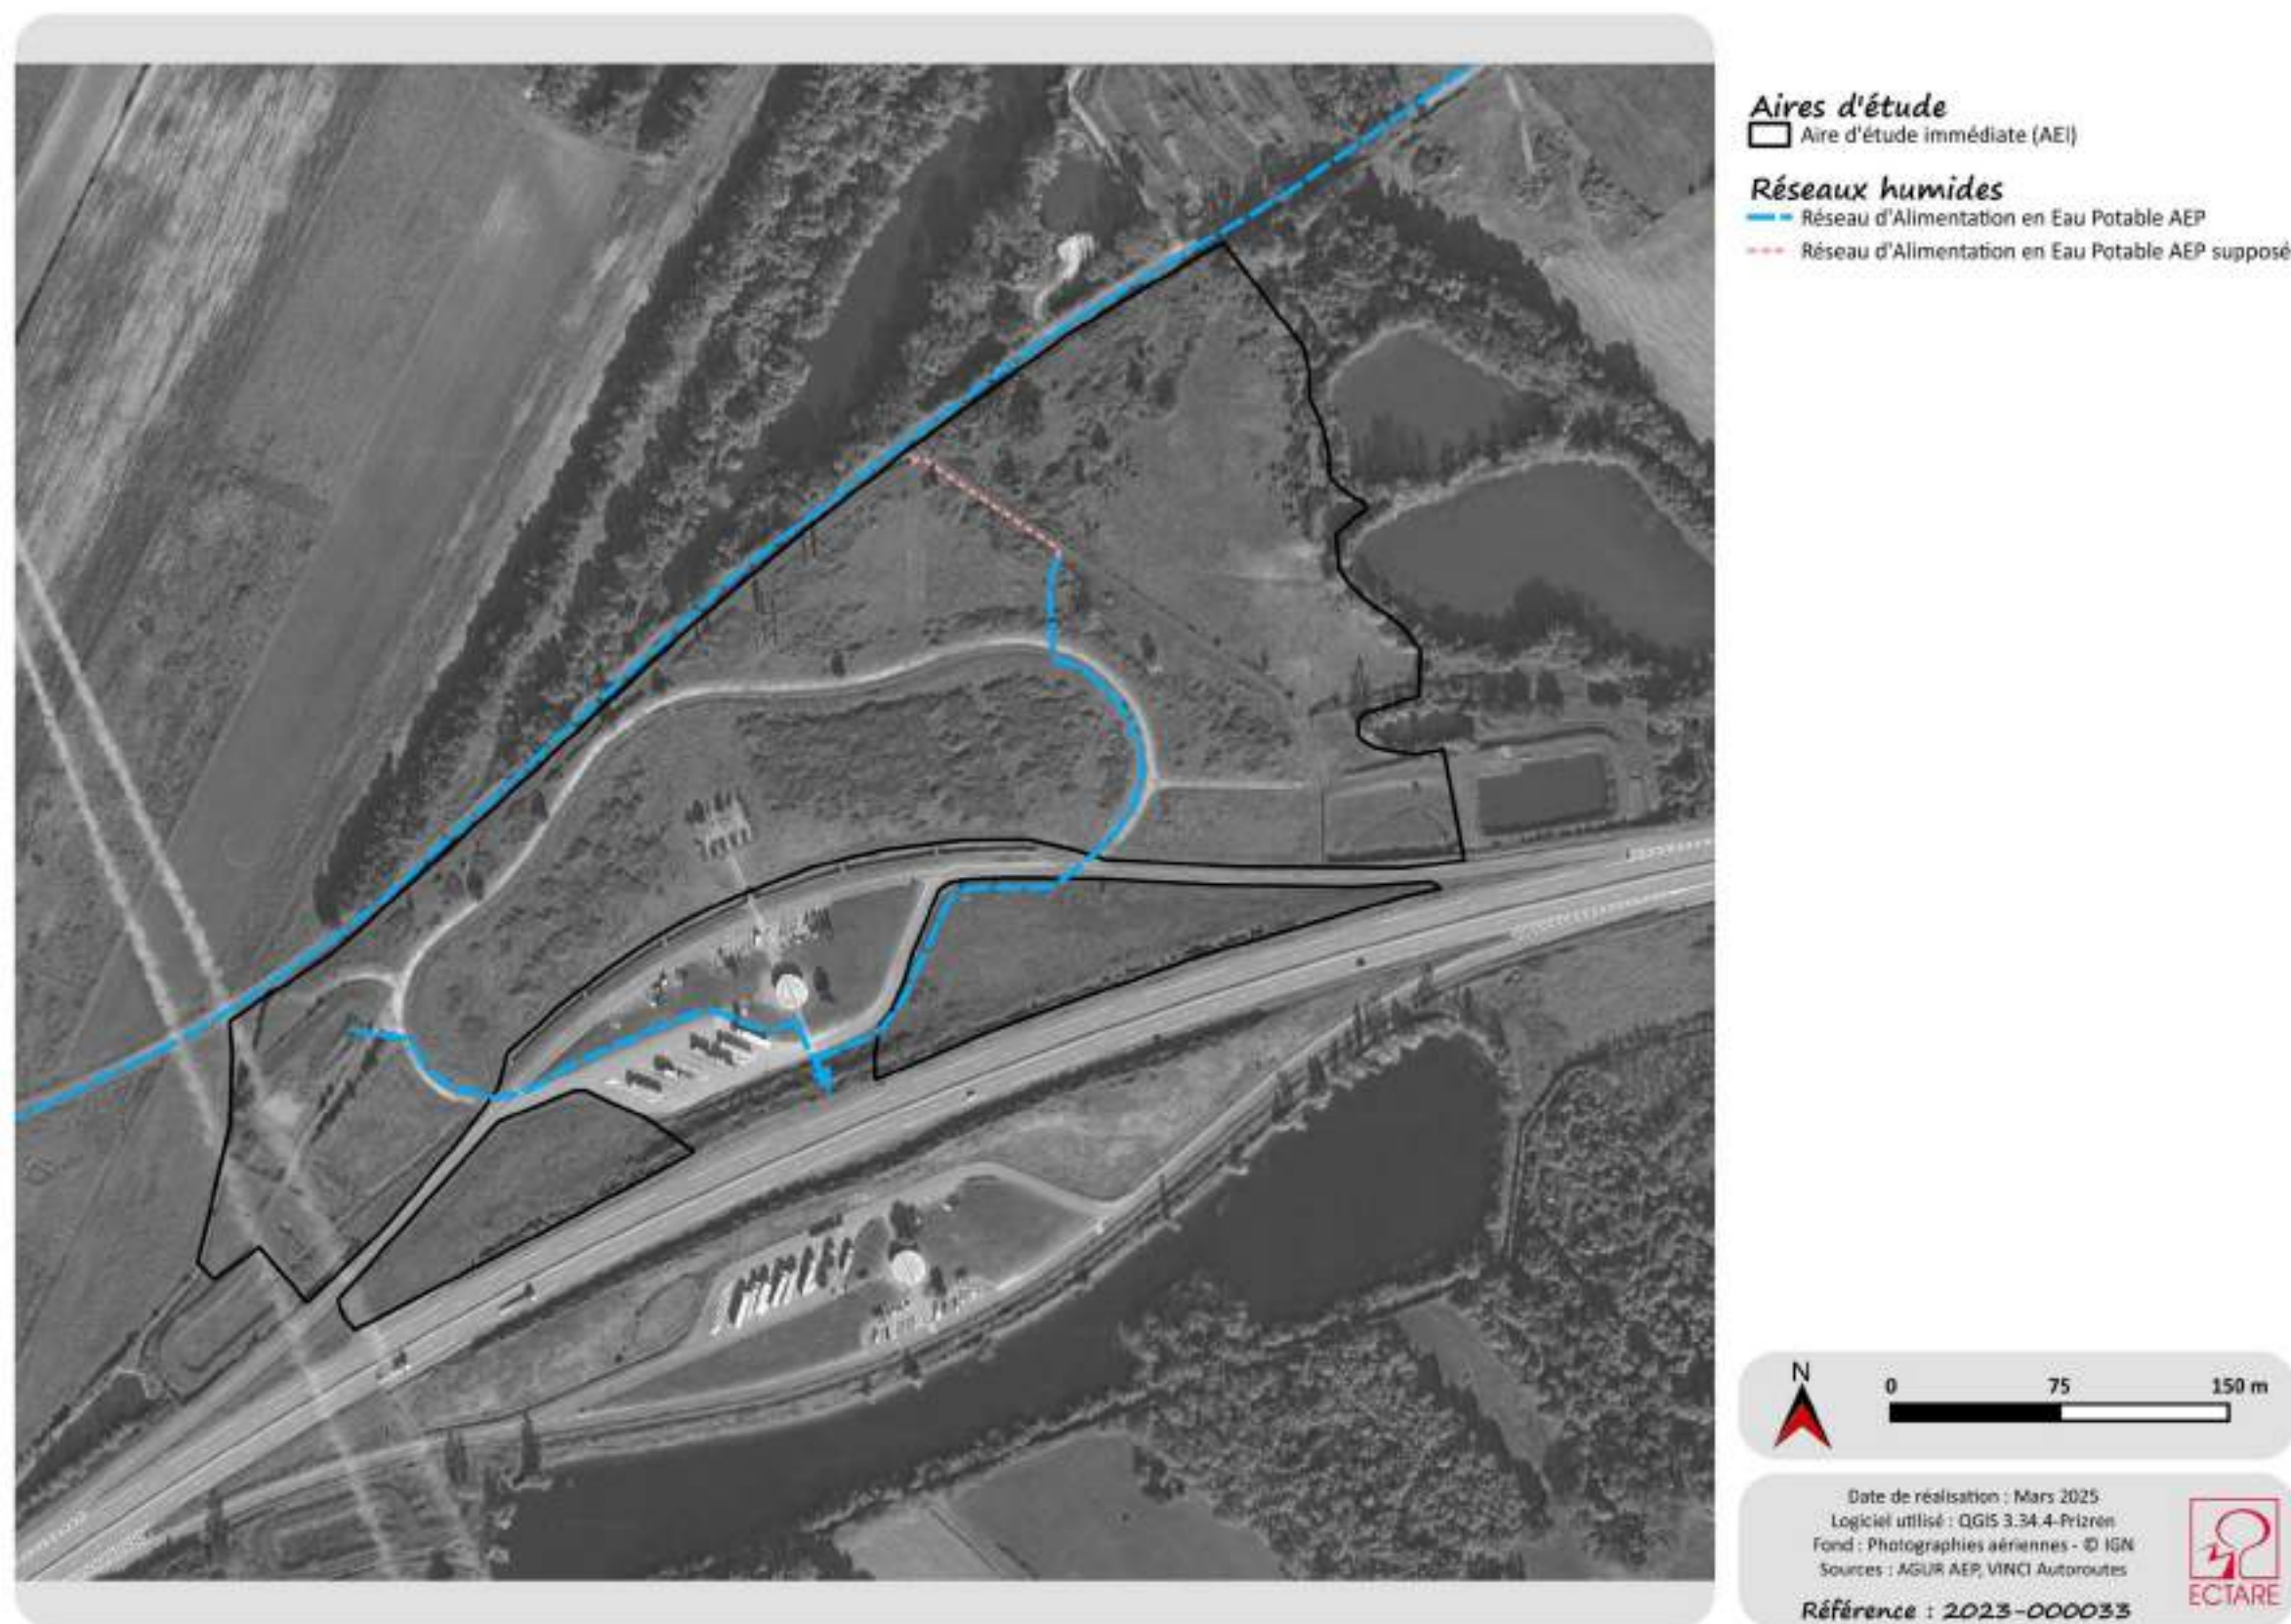 Aires d'étude
Aire d'étude immédiate (AEI)
Réseaux humides
Réseau d'Alimentation en Eau Potable AEP
Réseau d'Alimentation en Eau Potable AEP supposé
N
0 75 150 m
Date de réalisation : Mars 2025
Logiciel utilisé : QGIS 3.34.4-Prizren
Fond : Photographies aériennes - © IGN
Sources : AGUR AEP, VINCI Autoroutes
Référence : 2023-000033
ECTARE